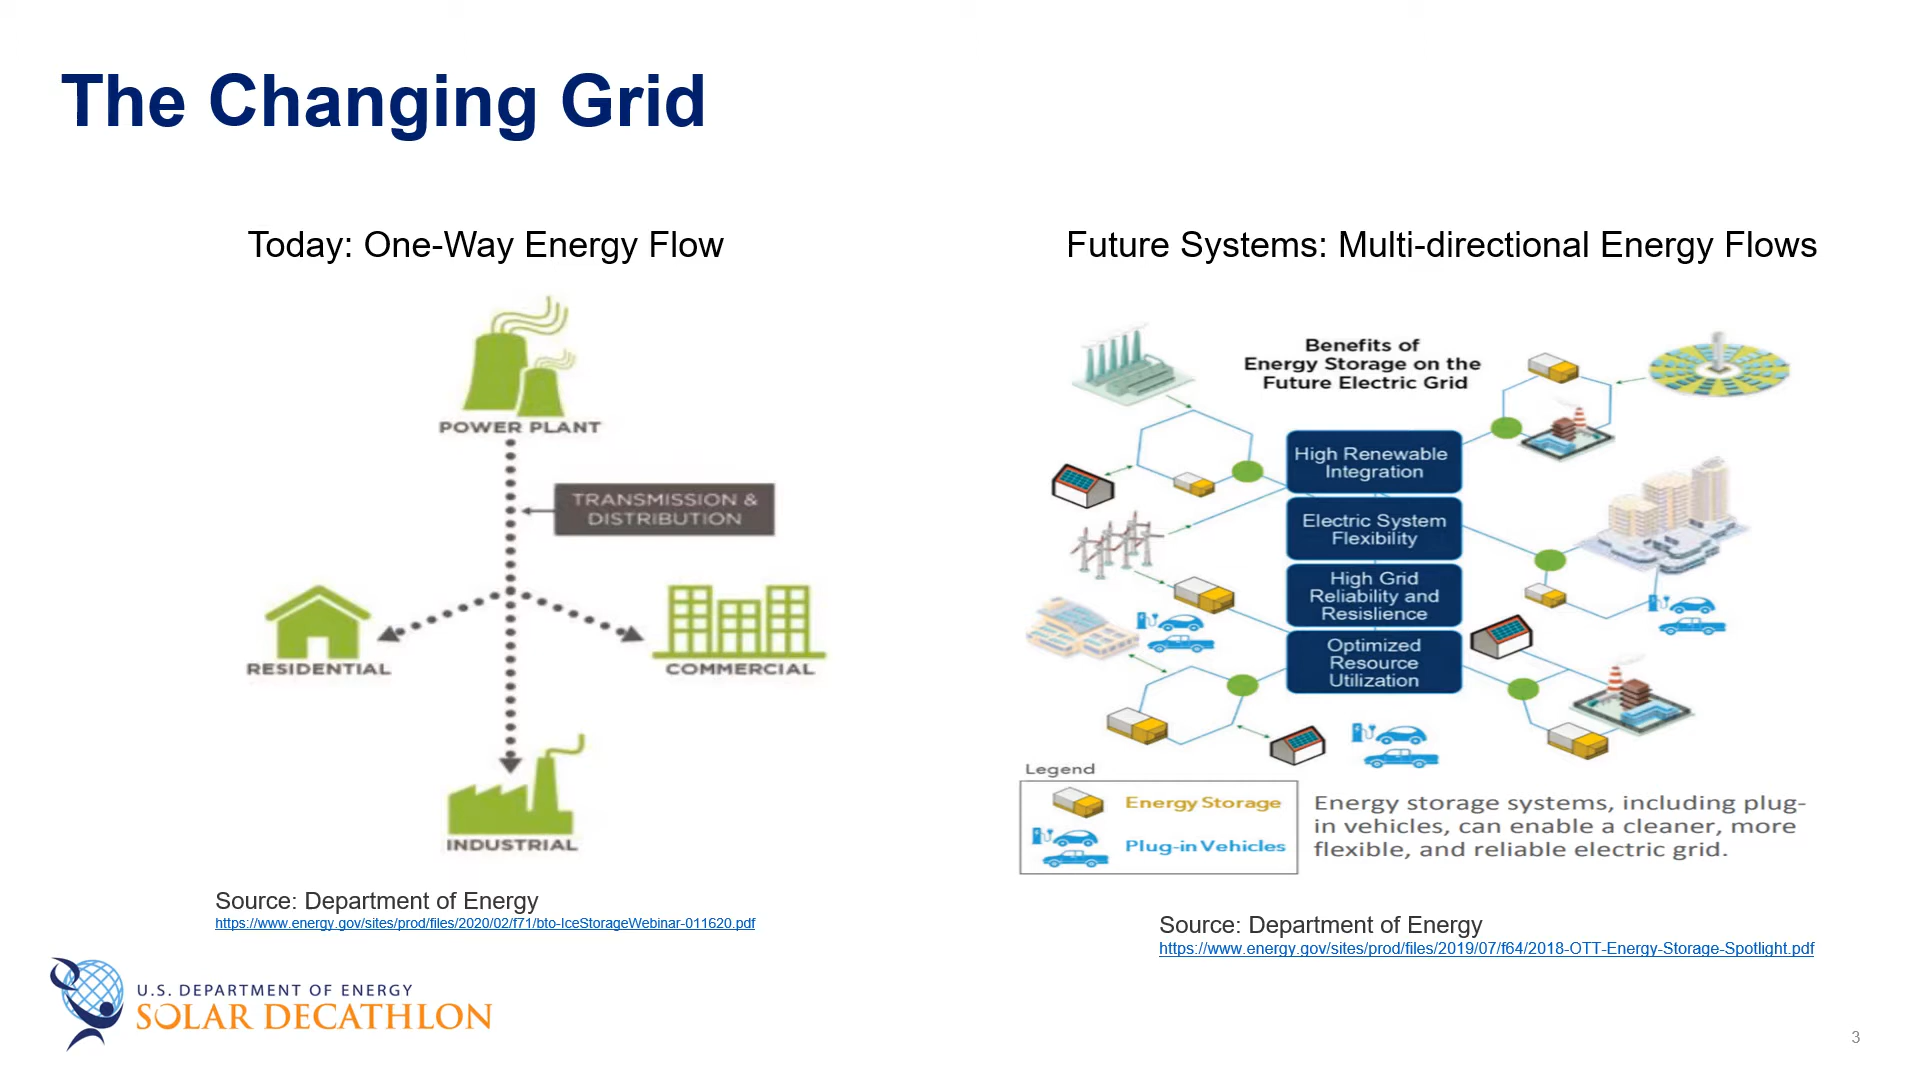 The Changing Grid
Today: One-Way Energy Flow
POWER PLANT
TRANSMISSION &
DISTRIBUTION
RESIDENTIAL
COMMERCIAL
INDUSTRIAL
Source: Department of Energy
https://www.energy.gov/sites/prod/files/2020/02/f71/bto-IceStorageWebinar-011620.pdf
Future Systems: Multi-directional Energy Flows
Benefits of
Energy Storage on the
Future Electric Grid
High Renewable
Integration
Electric System
Flexibility
High Grid
Reliability and
Resislience
Optimized
Resource
Utilization
Legend
Energy Storage
Plug-in Vehicles
Energy storage systems, including plug-
in vehicles, can enable a cleaner, more
flexible, and reliable electric grid.
Source: Department of Energy
https://www.energy.gov/sites/prod/files/2019/07/f64/2018-OTT-Energy-Storage-Spotlight.pdf
U.S. DEPARTMENT OF ENERGY
SOLAR DECATHLON
3